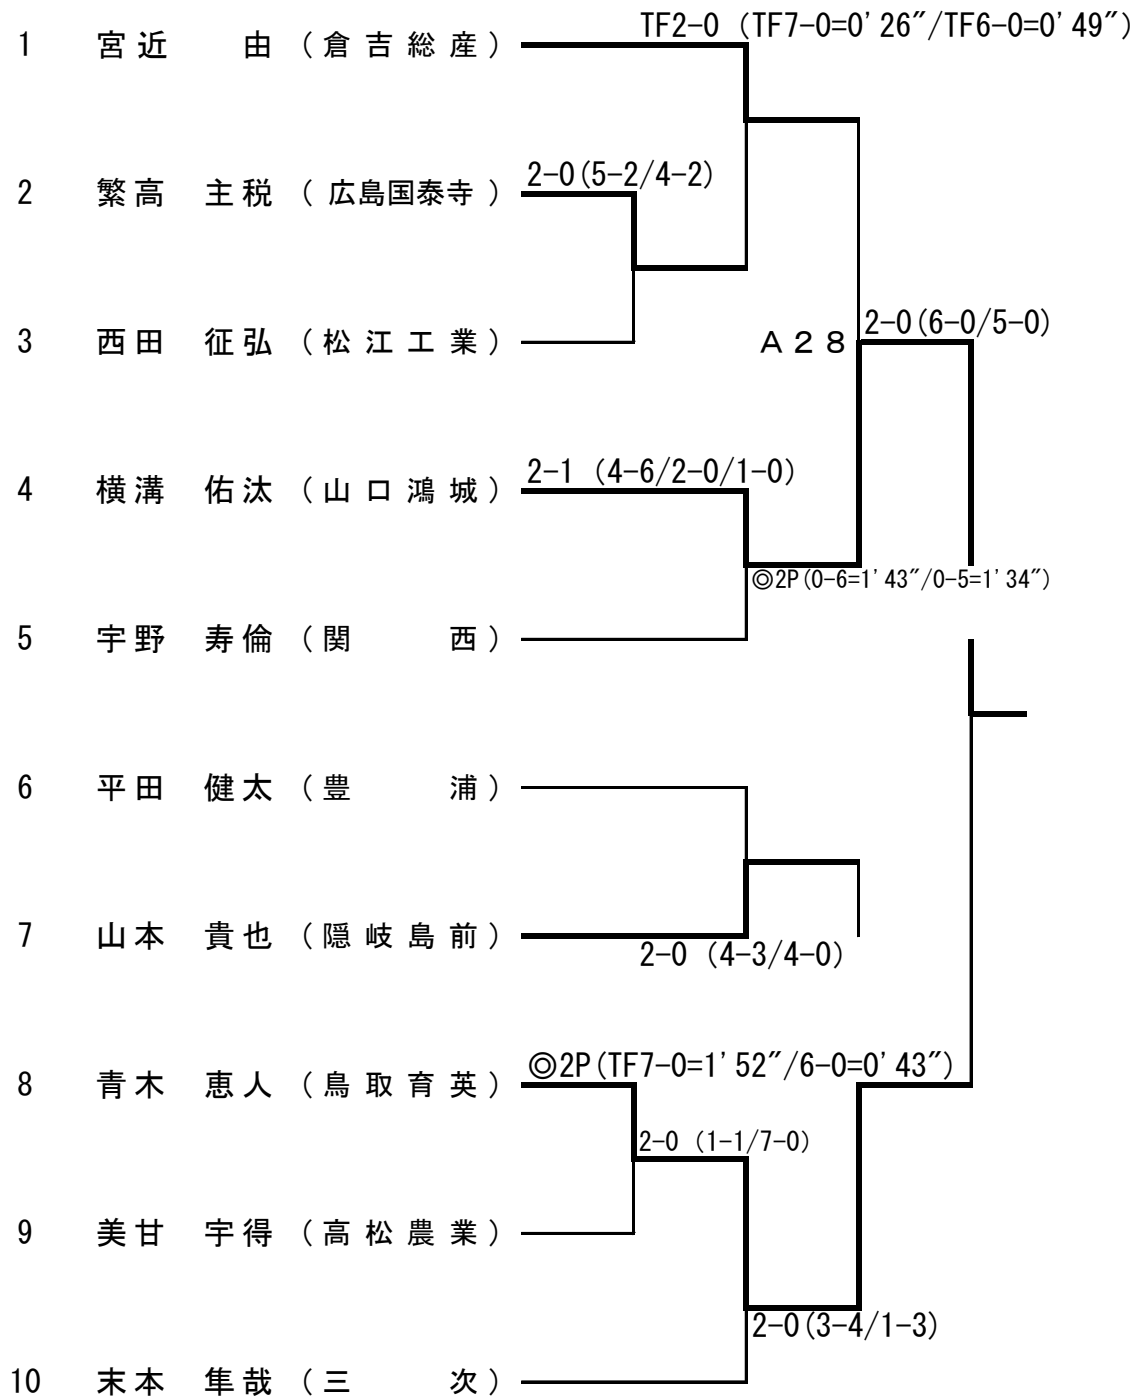 TF2-0 (TF7-0=0'26″/TF6-0=0'49″)
1 宮近 由 (倉吉総産)
2-0(5-2/4-2)
2 繁高 主税 (広島国泰寺)
2-0(6-0/5-0)
3 西田 征弘 (松江工業)
A28
2-1 (4-6/2-0/1-0)
4 横溝 佑汰 (山口鴻城)
◎2P(0-6=1'43″/0-5=1'34″)
5 宇野 寿倫 (関西)
6 平田 健太 (豊浦)
7 山本 貴也 (隠岐島前)
2-0 (4-3/4-0)
◎2P(TF7-0=1'52″/6-0=0'43″)
8 青木 恵人 (鳥取育英)
2-0 (1-1/7-0)
9 美甘 宇得 (高松農業)
2-0(3-4/1-3)
10 末本 隼哉 (三次)